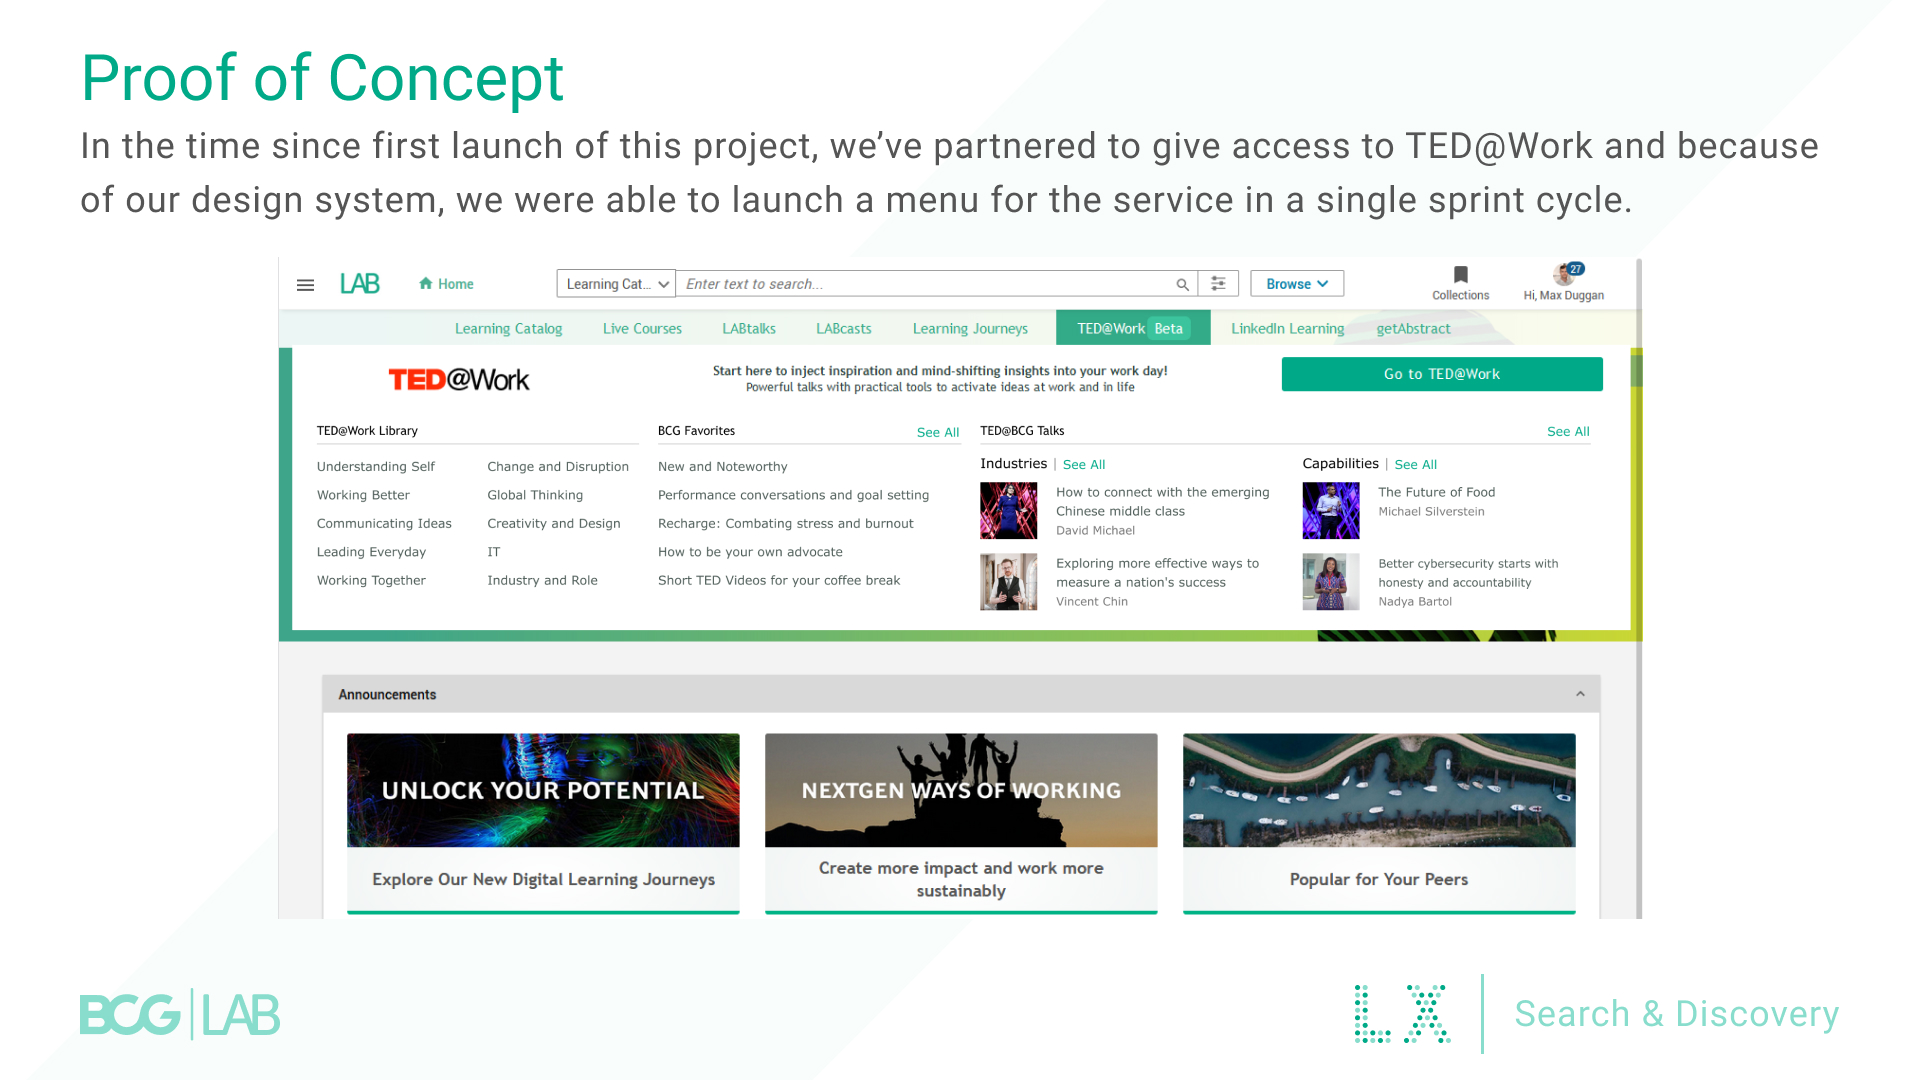 Proof of Concept
In the time since first launch of this project, we’ve partnered to give access to TED@Work and because
of our design system, we were able to launch a menu for the service in a single sprint cycle.
LAB
Home
Learning Cat...
Enter text to search...
Browse
Collections
27
Hi, Max Duggan
Learning Catalog
Live Courses
LABtalks
LABcasts
Learning Journeys
TED@Work Beta
LinkedIn Learning
getAbstract
TED@Work
Start here to inject inspiration and mind-shifting insights into your work day!
Powerful talks with practical tools to activate ideas at work and in life
Go to TED@Work
TED@Work Library
Understanding Self
Working Better
Communicating Ideas
Leading Everyday
Working Together
Change and Disruption
Global Thinking
Creativity and Design
IT
Industry and Role
BCG Favorites
See All
New and Noteworthy
Performance conversations and goal setting
Recharge: Combating stress and burnout
How to be your own advocate
Short TED Videos for your coffee break
TED@BCG Talks
See All
Industries | See All
How to connect with the emerging
Chinese middle class
David Michael
Exploring more effective ways to
measure a nation's success
Vincent Chin
Capabilities | See All
The Future of Food
Michael Silverstein
Better cybersecurity starts with
honesty and accountability
Nadya Bartol
Announcements
UNLOCK YOUR POTENTIAL
Explore Our New Digital Learning Journeys
NEXTGEN WAYS OF WORKING
Create more impact and work more
sustainably
Popular for Your Peers
BCG | LAB
LX
Search & Discovery